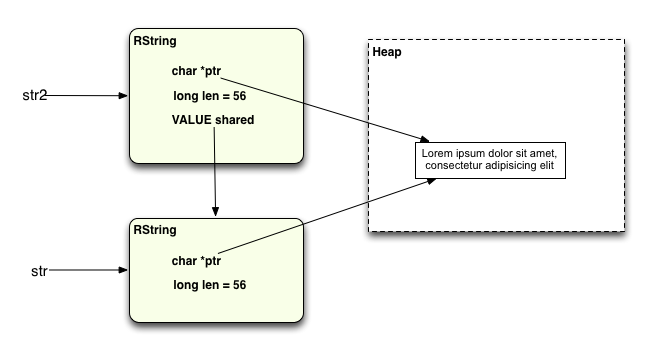 RString
char *ptr
long len = 56
VALUE shared
str2
Heap
Lorem ipsum dolor sit amet,
consectetur adipisicing elit
RString
char *ptr
long len = 56
str